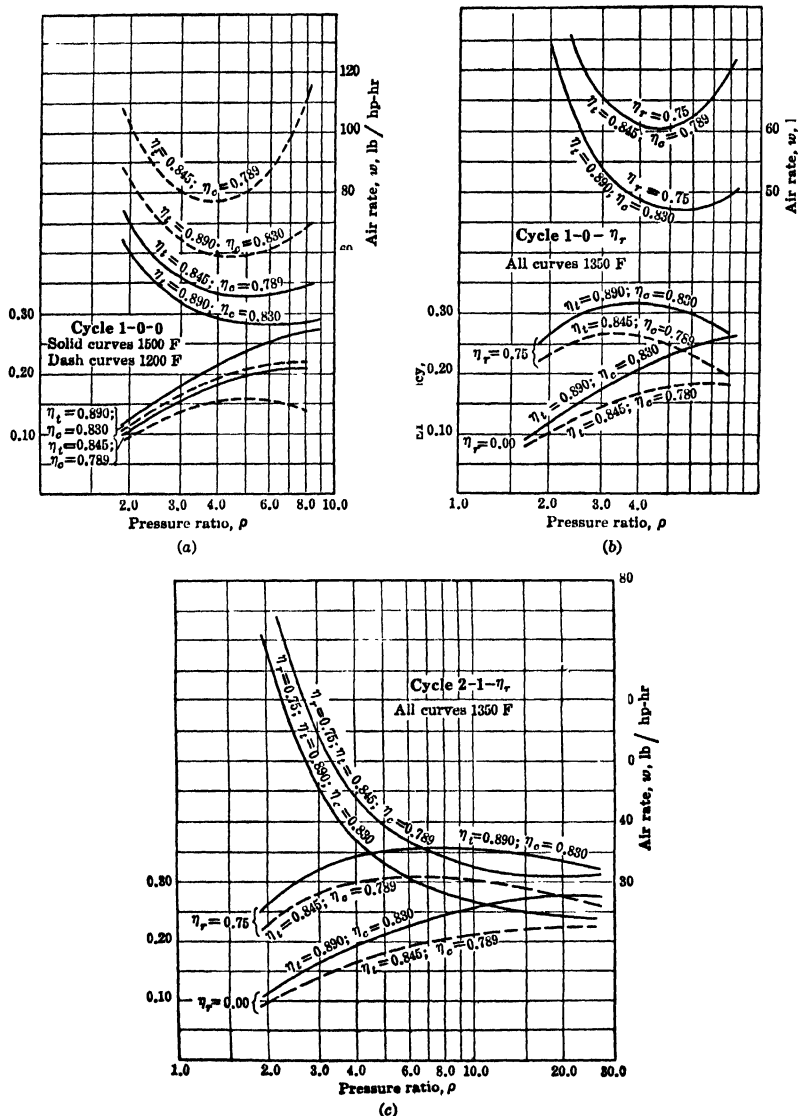 120
100
80
Air rate, w, lb / hp-hr
ηt=0.845; ηc=0.789
ηt=0.890; ηc=0.830
ηt=0.845; ηc=0.789
ηt=0.890; ηc=0.830
0.30
0.20
0.10
Cycle 1-0-0
Solid curves 1500 F
Dash curves 1200 F
ηt=0.890;
ηc=0.830
ηt=0.845;
ηc=0.789
2.0 3.0 4.0 6.0 8.0 10.0
Pressure ratio, ρ
(a)
60
50
Air rate, w, l
ηr=0.75
ηt=0.845; ηc=0.789
ηr=0.75
ηt=0.890; ηc=0.830
Cycle 1-0-ηr
All curves 1350 F
0.30
0.20
0.10
ηt=0.890; ηc=0.830
ηt=0.845; ηc=0.789
ηr=0.75
ηt=0.890; ηc=0.830
ηt=0.845; ηc=0.780
ηr=0.00
1.0 2.0 3.0 4.0 6.0
Pressure ratio, ρ
(b)
80
0
0
40
30
Air rate, w, lb / hp-hr
Cycle 2-1-ηr
All curves 1350 F
ηr=0.75; ηt=0.845; ηc=0.789
ηr=0.75; ηt=0.890; ηc=0.830
ηt=0.890; ηc=0.830
0.30
0.20
0.10
ηr=0.75
ηt=0.845; ηc=0.789
ηt=0.890; ηc=0.830
ηt=0.845; ηc=0.789
ηr=0.00
1.0 2.0 3.0 4.0 6.0 8.0 10.0 20.0 30.0
Pressure ratio, ρ
(c)